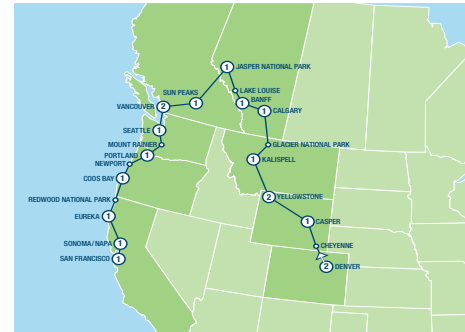 1 JASPER NATIONAL PARK
SUN PEAKS
LAKE LOUISE
1
1 BANFF
VANCOUVER 2
1 CALGARY
SEATTLE 1
MOUNT RAINIER
GLACIER NATIONAL PARK
PORTLAND 1
1 KALISPELL
NEWPORT
COOS BAY 1
REDWOOD NATIONAL PARK
2 YELLOWSTONE
EUREKA 1
1 CASPER
SONOMA/NAPA 1
CHEYENNE
SAN FRANCISCO 1
2 DENVER